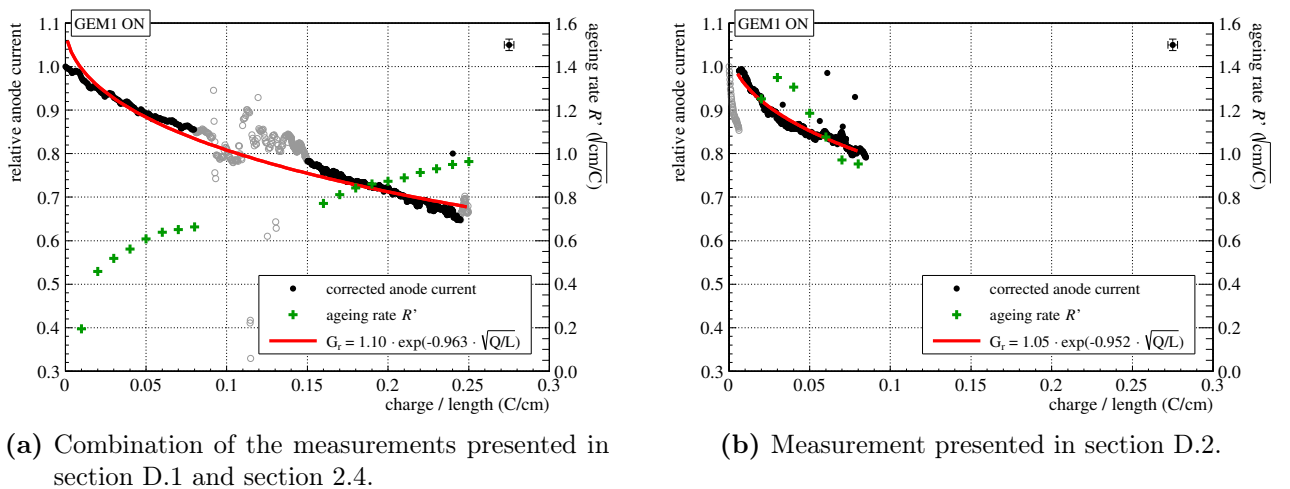 GEM1 ON
relative anode current
1.1
1.0
0.9
0.8
0.7
0.6
0.5
0.4
0.3
0
0.05
0.1
0.15
0.2
0.25
0.3
charge / length (C/cm)
1.6
1.4
1.2
1.0
0.8
0.6
0.4
0.2
0.0
ageing rate R' (√cm/C)
corrected anode current
ageing rate R'
G_r = 1.10 · exp(-0.963 · √Q/L)
(a) Combination of the measurements presented in
section D.1 and section 2.4.
GEM1 ON
relative anode current
1.1
1.0
0.9
0.8
0.7
0.6
0.5
0.4
0.3
0
0.05
0.1
0.15
0.2
0.25
0.3
charge / length (C/cm)
1.6
1.4
1.2
1.0
0.8
0.6
0.4
0.2
0.0
ageing rate R' (√cm/C)
corrected anode current
ageing rate R'
G_r = 1.05 · exp(-0.952 · √Q/L)
(b) Measurement presented in section D.2.